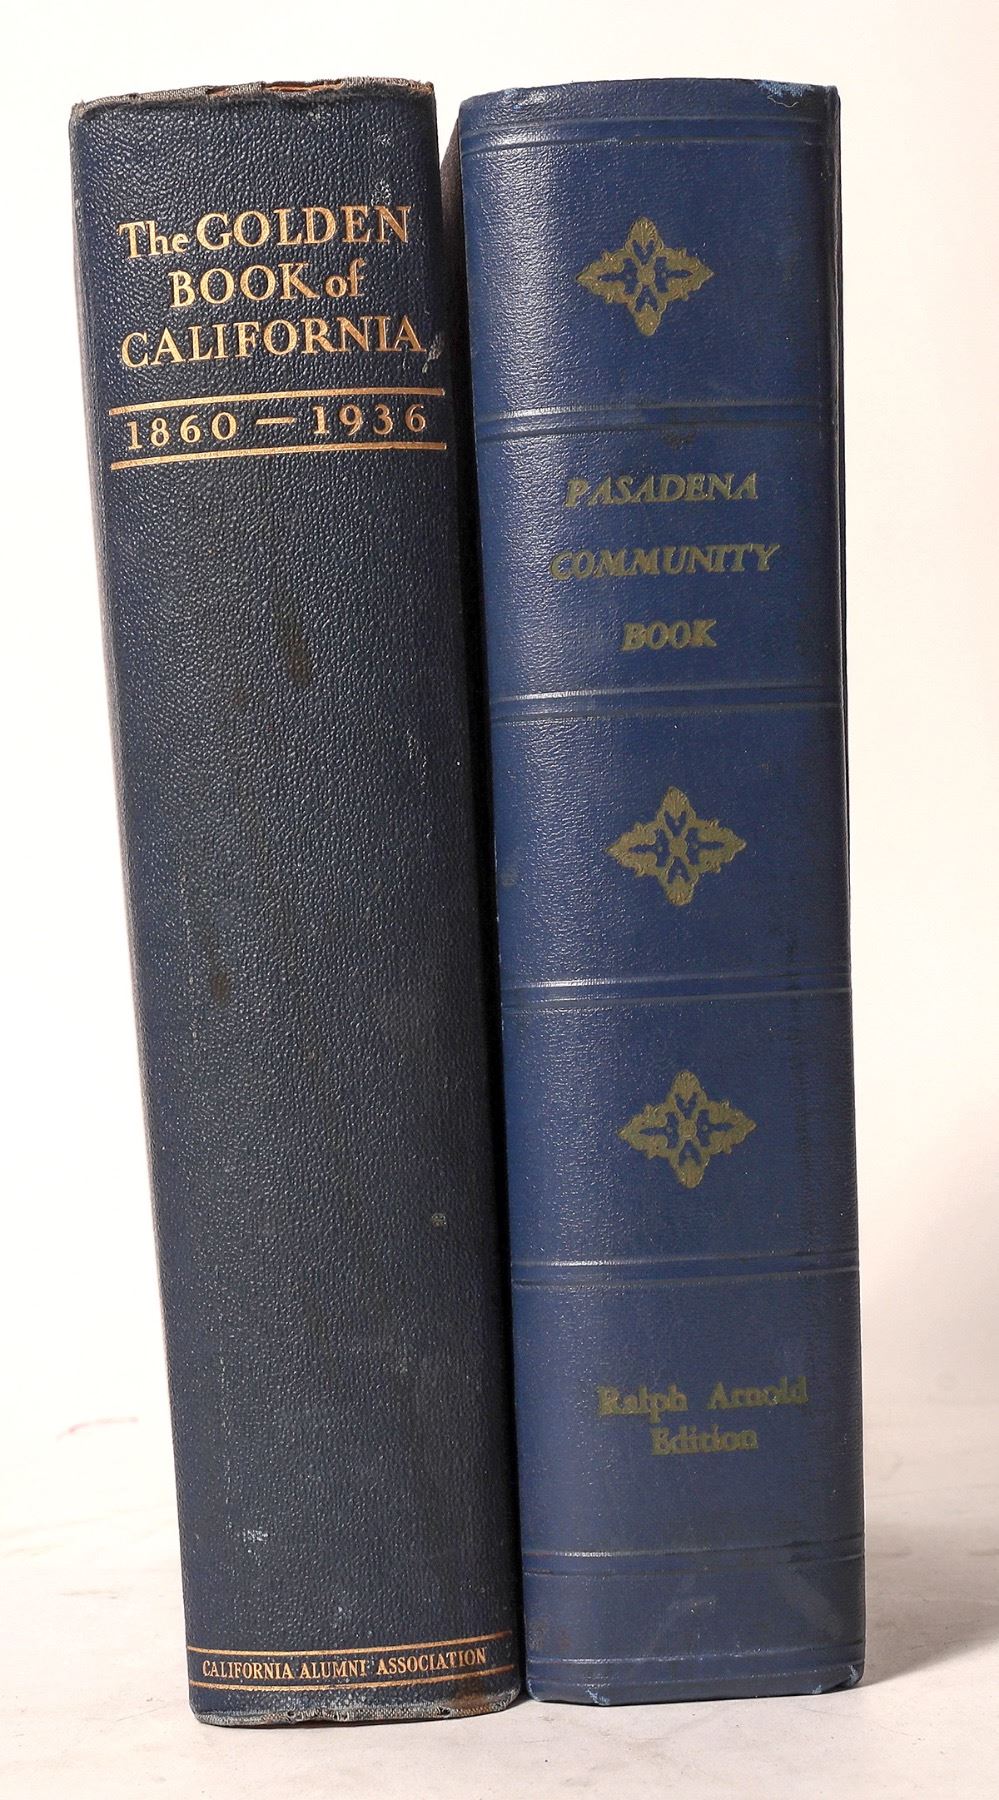 The GOLDEN
BOOK of
CALIFORNIA
1860 — 1936
CALIFORNIA ALUMNI ASSOCIATION
PASADENA
COMMUNITY
BOOK
Ralph Arnold
Edition